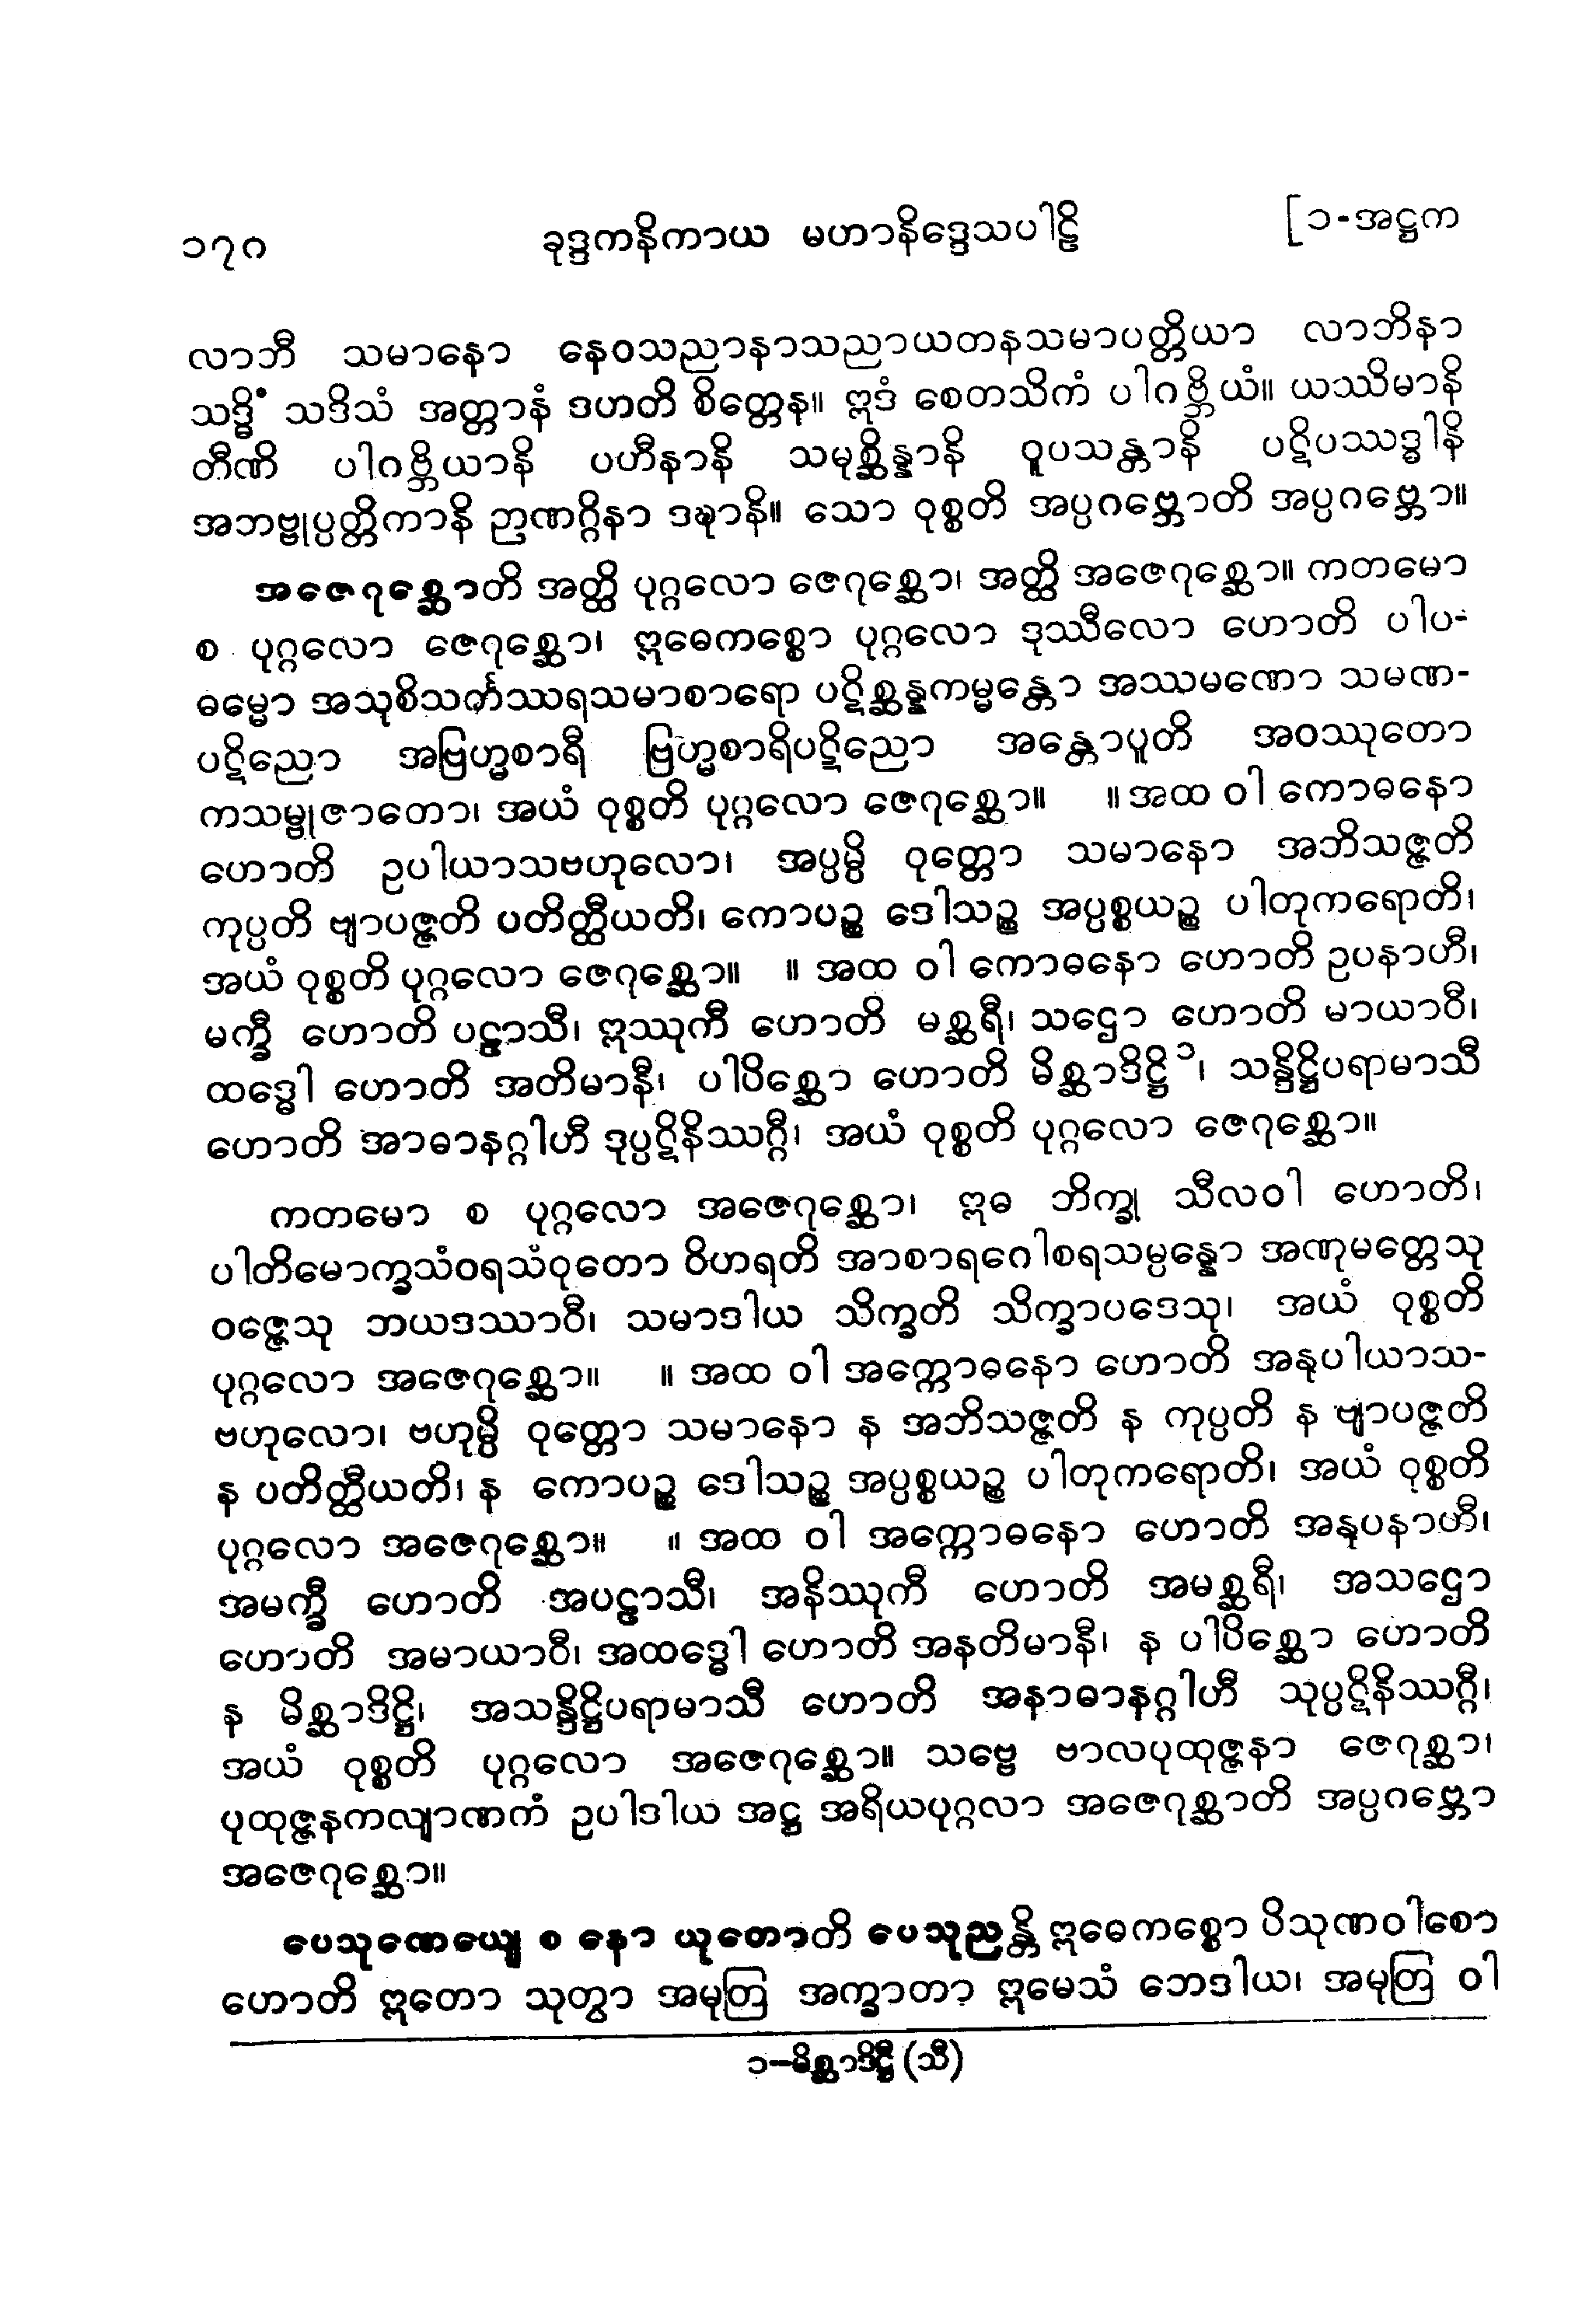 ၁၇ဂ ခုဒ္ဒကနိကာယ မဟာနိဒ္ဒေသပါဠိ [၁-အဋ္ဌက
လာဘီ သမာနော နေဝသညာနာသညာယတနသမာပတ္တိယာ လာဘိနာ
သဒ္ဓိံ သဒိသံ အတ္တာနံ ဒဟတိ စိတ္တေန။ ဣဒံ စေတသိကံ ပါဂဗ္ဘိယံ။ ယဿိမာနိ
တီဏိ ပါဂဗ္ဘိယာနိ ပဟီနာနိ သမုစ္ဆိန္နာနိ ဝူပသန္တာနိ ပဋိပဿဒ္ဓါနိ
အဘဗ္ဗုပ္ပတ္တိကာနိ ဉာဏဂ္ဂိနာ ဒဍ္ဎာနိ။ သော ဝုစ္စတိ အပ္ပဂဗ္ဘောတိ အပ္ပဂဗ္ဘော။
အဇေဂုစ္ဆောတိ အတ္ထိ ပုဂ္ဂလော ဇေဂုစ္ဆော၊ အတ္ထိ အဇေဂုစ္ဆော။ ကတမော
စ ပုဂ္ဂလော ဇေဂုစ္ဆော၊ ဣဓေကစ္စော ပုဂ္ဂလော ဒုဿီလော ဟောတိ ပါပ-
ဓမ္မော အသုစိသင်္ကဿရသမာစာရော ပဋိစ္ဆန္နကမ္မန္တော အဿမဏော သမဏ-
ပဋိညော အဗြဟ္မစာရီ ဗြဟ္မစာရိပဋိညော အန္တောပူတိ အဝဿုတော
ကသမ္ဗုဇာတော၊ အယံ ဝုစ္စတိ ပုဂ္ဂလော ဇေဂုစ္ဆော။ ။ အထ ဝါ ကောဓနော
ဟောတိ ဥပါယာသဗဟုလော၊ အပ္ပမ္ပိ ဝုတ္တော သမာနော အဘိသဇ္ဇတိ
ကုပ္ပတိ ဗျာပဇ္ဇတိ ပတိတ္ထီယတိ၊ ကောပဉ္စ ဒေါသဉ္စ အပ္ပစ္စယဉ္စ ပါတုကရောတိ၊
အယံ ဝုစ္စတိ ပုဂ္ဂလော ဇေဂုစ္ဆော။ ။ အထ ဝါ ကောဓနော ဟောတိ ဥပနာဟီ၊
မက္ခီ ဟောတိ ပဠာသီ၊ ဣဿုကီ ဟောတိ မစ္ဆရီ၊ သဌော ဟောတိ မာယာဝီ၊
ထဒ္ဓေါ ဟောတိ အတိမာနီ၊ ပါပိစ္ဆော ဟောတိ မိစ္ဆာဒိဋ္ဌိ၁၊ သန္ဒိဋ္ဌိပရာမာသီ
ဟောတိ အာဓာနဂ္ဂါဟီ ဒုပ္ပဋိနိဿဂ္ဂီ၊ အယံ ဝုစ္စတိ ပုဂ္ဂလော ဇေဂုစ္ဆော။
ကတမော စ ပုဂ္ဂလော အဇေဂုစ္ဆော၊ ဣဓ ဘိက္ခု သီလဝါ ဟောတိ၊
ပါတိမောက္ခသံဝရသံဝုတော ဝိဟရတိ အာစာရဂေါစရသမ္ပန္နော အဏုမတ္တေသု
ဝဇ္ဇေသု ဘယဒဿာဝီ၊ သမာဒါယ သိက္ခတိ သိက္ခာပဒေသု၊ အယံ ဝုစ္စတိ
ပုဂ္ဂလော အဇေဂုစ္ဆော။ ။ အထ ဝါ အက္ကောဓနော ဟောတိ အနုပါယာသ-
ဗဟုလော၊ ဗဟုမ္ပိ ဝုတ္တော သမာနော န အဘိသဇ္ဇတိ န ကုပ္ပတိ န ဗျာပဇ္ဇတိ
န ပတိတ္ထီယတိ၊ န ကောပဉ္စ ဒေါသဉ္စ အပ္ပစ္စယဉ္စ ပါတုကရောတိ၊ အယံ ဝုစ္စတိ
ပုဂ္ဂလော အဇေဂုစ္ဆော။ ။ အထ ဝါ အက္ကောဓနော ဟောတိ အနုပနာဟီ၊
အမက္ခီ ဟောတိ အပဠာသီ၊ အနိဿုကီ ဟောတိ အမစ္ဆရီ၊ အသဌော
ဟောတိ အမာယာဝီ၊ အထဒ္ဓေါ ဟောတိ အနတိမာနီ၊ န ပါပိစ္ဆော ဟောတိ
န မိစ္ဆာဒိဋ္ဌိ၊ အသန္ဒိဋ္ဌိပရာမာသီ ဟောတိ အနာဓာနဂ္ဂါဟီ သုပ္ပဋိနိဿဂ္ဂီ၊
အယံ ဝုစ္စတိ ပုဂ္ဂလော အဇေဂုစ္ဆော။ သဗ္ဗေ ဗာလပုထုဇ္ဇနာ ဇေဂုစ္ဆာ၊
ပုထုဇ္ဇနကလျာဏကံ ဥပါဒါယ အဋ္ဌ အရိယပုဂ္ဂလာ အဇေဂုစ္ဆာတိ အပ္ပဂဗ္ဘော
အဇေဂုစ္ဆော။
ပေသုဏေယျေ စ နော ယုတောတိ ပေသုညန္တိ ဣဓေကစ္စော ပိသုဏဝါစော
ဟောတိ ဣတော သုတွာ အမုတြ အက္ခာတာ ဣမေသံ ဘေဒါယ၊ အမုတြ ဝါ
၁-မိစ္ဆာဒိဋ္ဌီ (သီ)